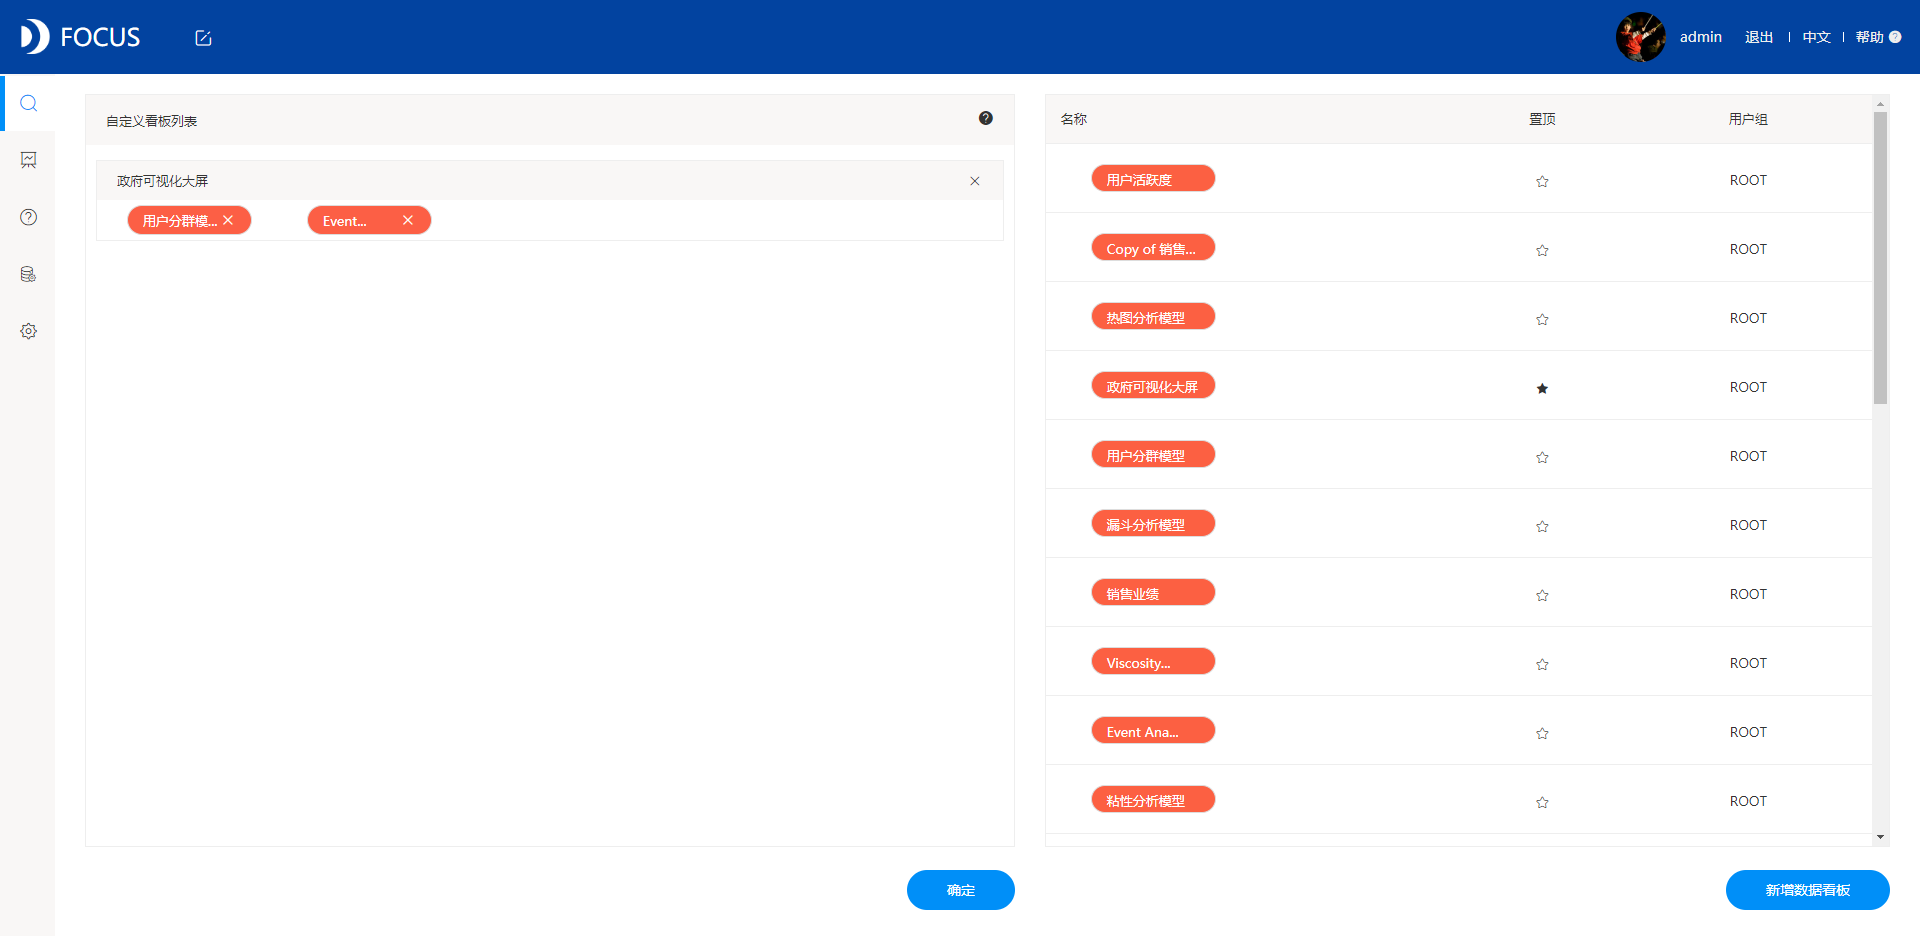 FOCUS
admin 退出 中文 帮助 ?
自定义看板列表 ?
政府可视化大屏
用户分群模... Event...
名称 置顶 用户组
用户活跃度 ROOT
Copy of 销售... ROOT
热图分析模型 ROOT
政府可视化大屏 ROOT
用户分群模型 ROOT
漏斗分析模型 ROOT
销售业绩 ROOT
Viscosity... ROOT
Event Ana... ROOT
粘性分析模型 ROOT
确定
新增数据看板